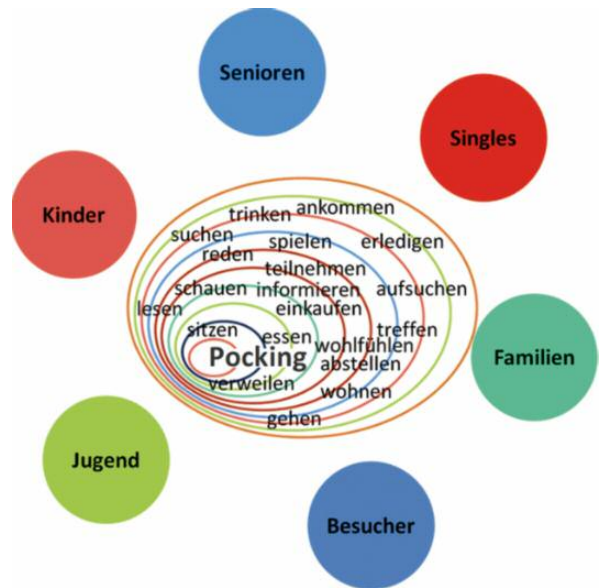 Senioren
Singles
Kinder
trinken
ankommen
suchen
spielen
erledigen
reden
teilnehmen
schauen
informieren
aufsuchen
lesen
einkaufen
sitzen
essen
treffen
wohlfühlen
Pocking
abstellen
Familien
verweilen
wohnen
gehen
Jugend
Besucher